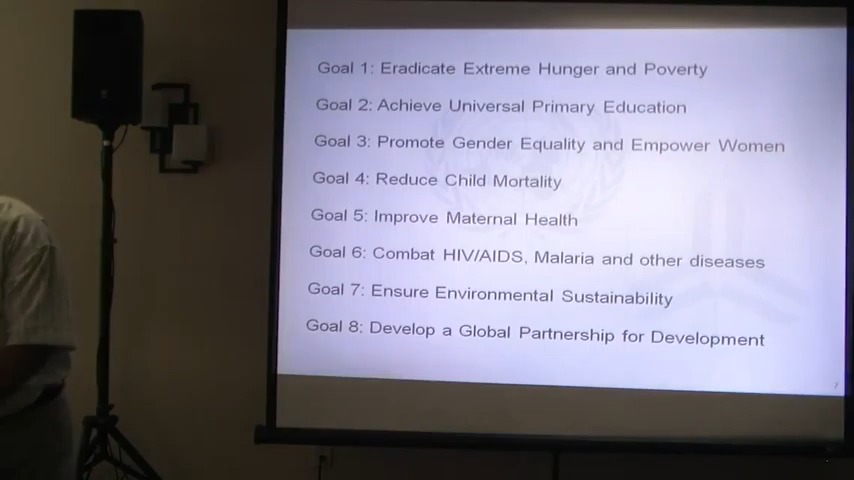 Goal 1: Eradicate Extreme Hunger and Poverty
Goal 2: Achieve Universal Primary Education
Goal 3: Promote Gender Equality and Empower Women
Goal 4: Reduce Child Mortality
Goal 5: Improve Maternal Health
Goal 6: Combat HIV/AIDS, Malaria and other diseases
Goal 7: Ensure Environmental Sustainability
Goal 8: Develop a Global Partnership for Development